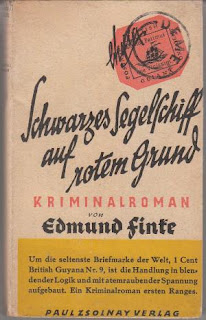 Schwarzes Segelschiff
auf
rotem Grund
KRIMINALROMAN
von
Edmund Finke
Um die seltenste Briefmarke der Welt, 1 Cent
British Guyana Nr. 9, ist die Handlung in blen-
dender Logik und mit atemraubender Spannung
aufgebaut. Ein Kriminalroman ersten Ranges.
PAUL ZSOLNAY VERLAG